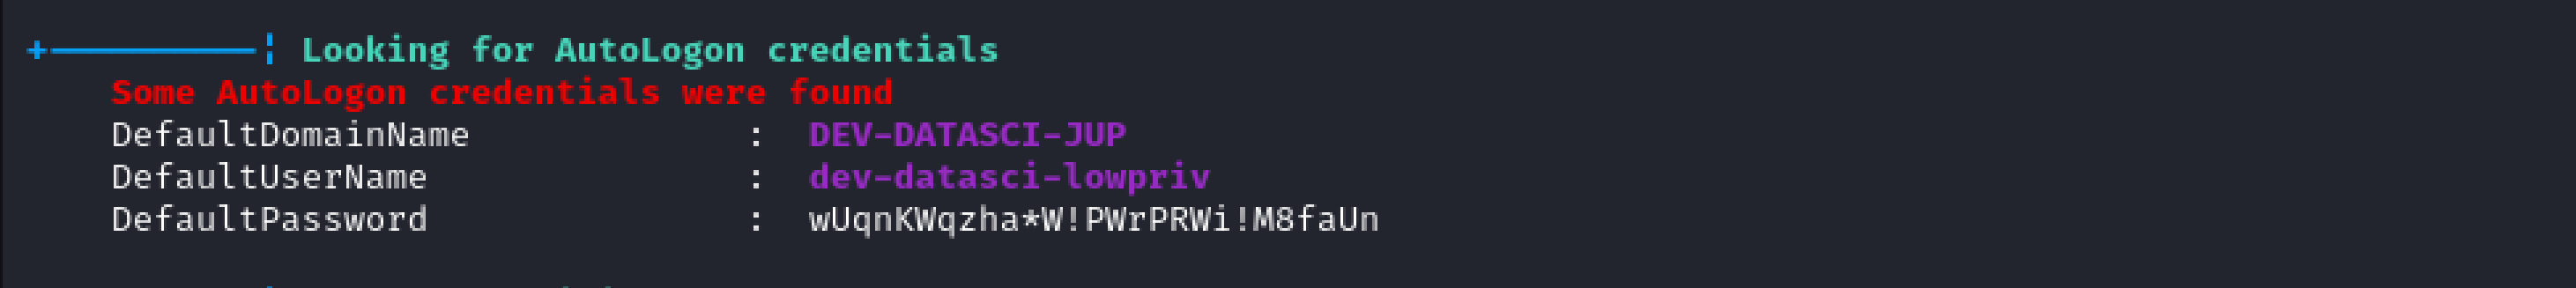 +----------¦ Looking for AutoLogon credentials
Some AutoLogon credentials were found
DefaultDomainName : DEV-DATASCI-JUP
DefaultUserName : dev-datasci-lowpriv
DefaultPassword : wUqnKWqzha*W!PWrPRWi!M8faUn